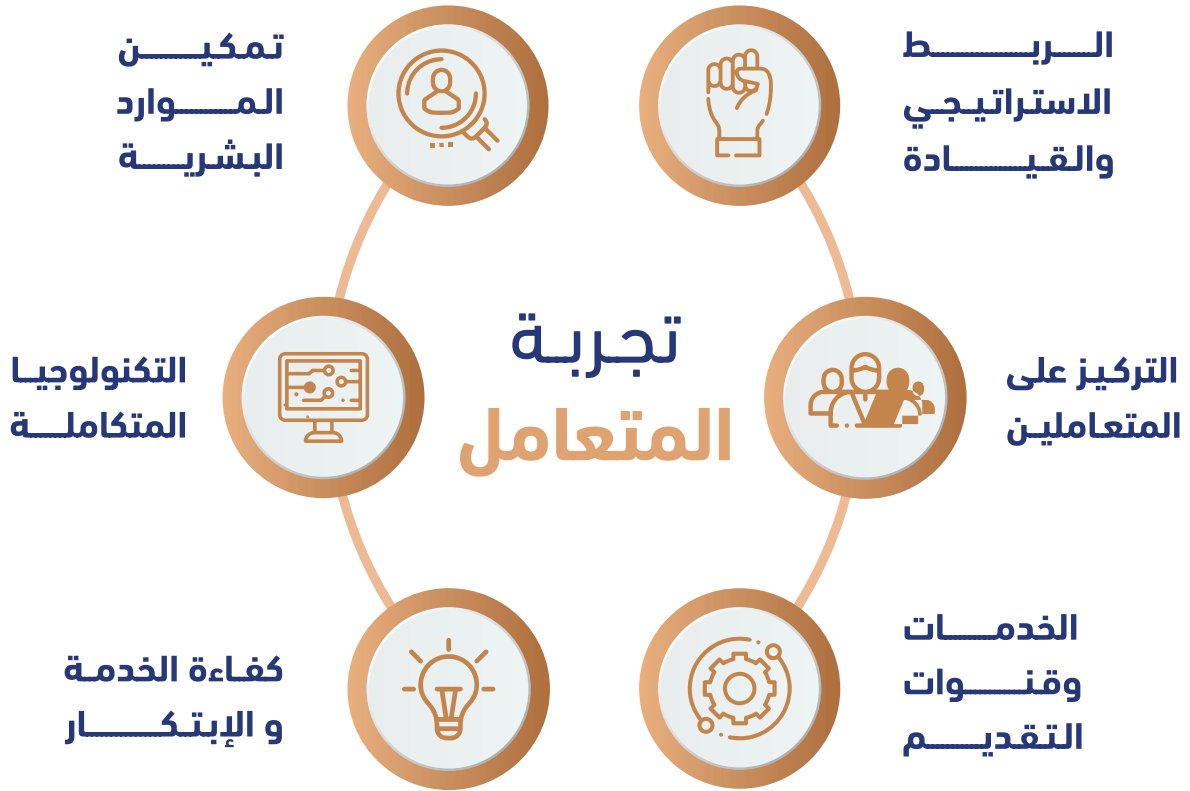 تجربة
المتعامل
الربط
الاستراتيجي
والقيادة
التركيز على
المتعاملين
الخدمات
وقنوات
التقديم
كفاءة الخدمة
و الإبتكار
التكنولوجيا
المتكاملة
تمكين
الموارد
البشرية